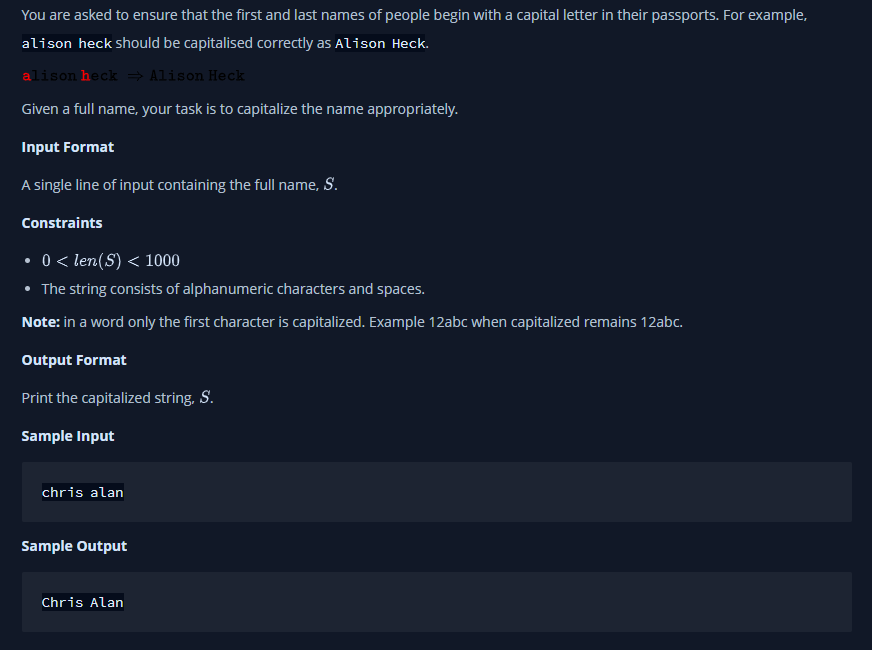 You are asked to ensure that the first and last names of people begin with a capital letter in their passports. For example,
alison heck should be capitalised correctly as Alison Heck.
alison heck ⇒ Alison Heck
Given a full name, your task is to capitalize the name appropriately.
Input Format
A single line of input containing the full name, S.
Constraints
• 0 < len(S) < 1000
• The string consists of alphanumeric characters and spaces.
Note: in a word only the first character is capitalized. Example 12abc when capitalized remains 12abc.
Output Format
Print the capitalized string, S.
Sample Input
chris alan
Sample Output
Chris Alan